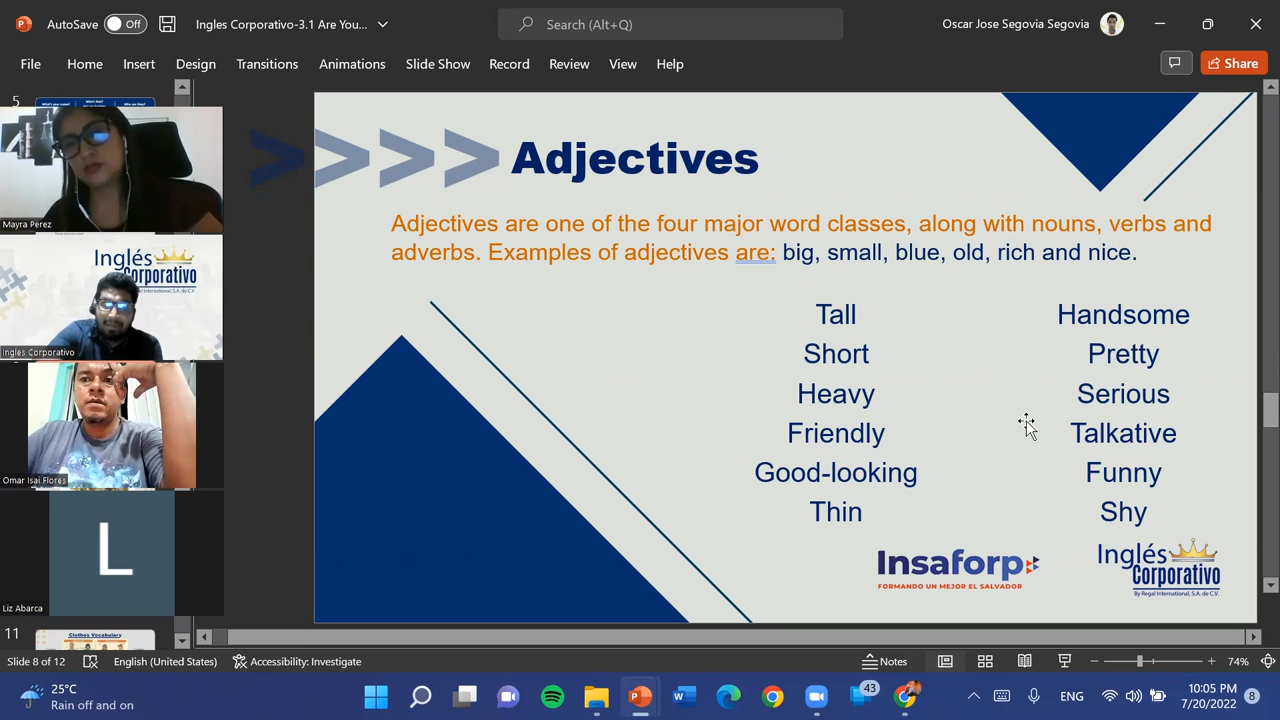 AutoSave
Off
Ingles Corporativo-3.1 Are You...
Search (Alt+Q)
Oscar Jose Segovia Segovia
File
Home
Insert
Design
Transitions
Animations
Slide Show
Record
Review
View
Help
Share
5
Mayra Perez
Inglés
Corporativo
Ingles Corporativo
Omar Isai Flores
L
Liz Abarca
11
Clothes Vocabulary
>>>> Adjectives
Adjectives are one of the four major word classes, along with nouns, verbs and
adverbs. Examples of adjectives are: big, small, blue, old, rich and nice.
Tall
Short
Heavy
Friendly
Good-looking
Thin
Handsome
Pretty
Serious
Talkative
Funny
Shy
Insaforp
FORMANDO UN MEJOR EL SALVADOR
Inglés
Corporativo
By Regal International, S.A. de C.V.
Slide 8 of 12
English (United States)
Accessibility: Investigate
Notes
74%
25°C
Rain off and on
43
ENG
10:05 PM
7/20/2022
8